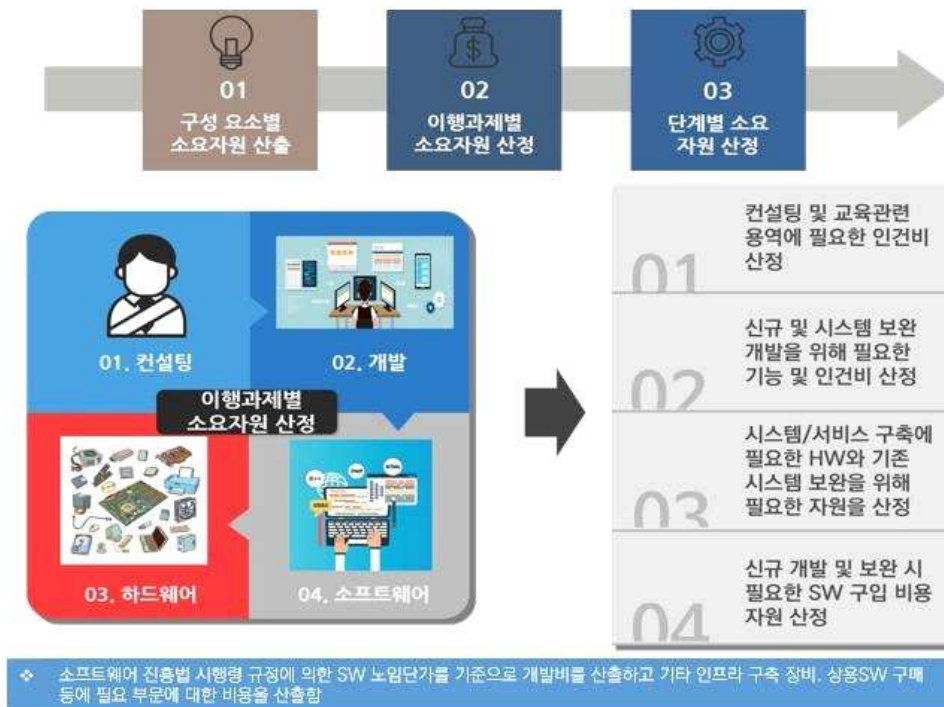 01
구성 요소별
소요자원 산출
02
이행과제별
소요자원 산정
03
단계별 소요
자원 산정
01. 컨설팅
02. 개발
이행과제별
소요자원 산정
03. 하드웨어
04. 소프트웨어
01
컨설팅 및 교육관련
용역에 필요한 인건비
산정
02
신규 및 시스템 보완
개발을 위해 필요한
기능 및 인건비 산정
03
시스템/서비스 구축에
필요한 HW와 기존
시스템 보완을 위해
필요한 자원을 산정
04
신규 개발 및 보완 시
필요한 SW 구입 비용
자원 산정
❖ 소프트웨어 진흥법 시행령 규정에 의한 SW 노임단가를 기준으로 개발비를 산출하고 기타 인프라 구축 장비, 상용SW 구매
등에 필요 부문에 대한 비용을 산출함